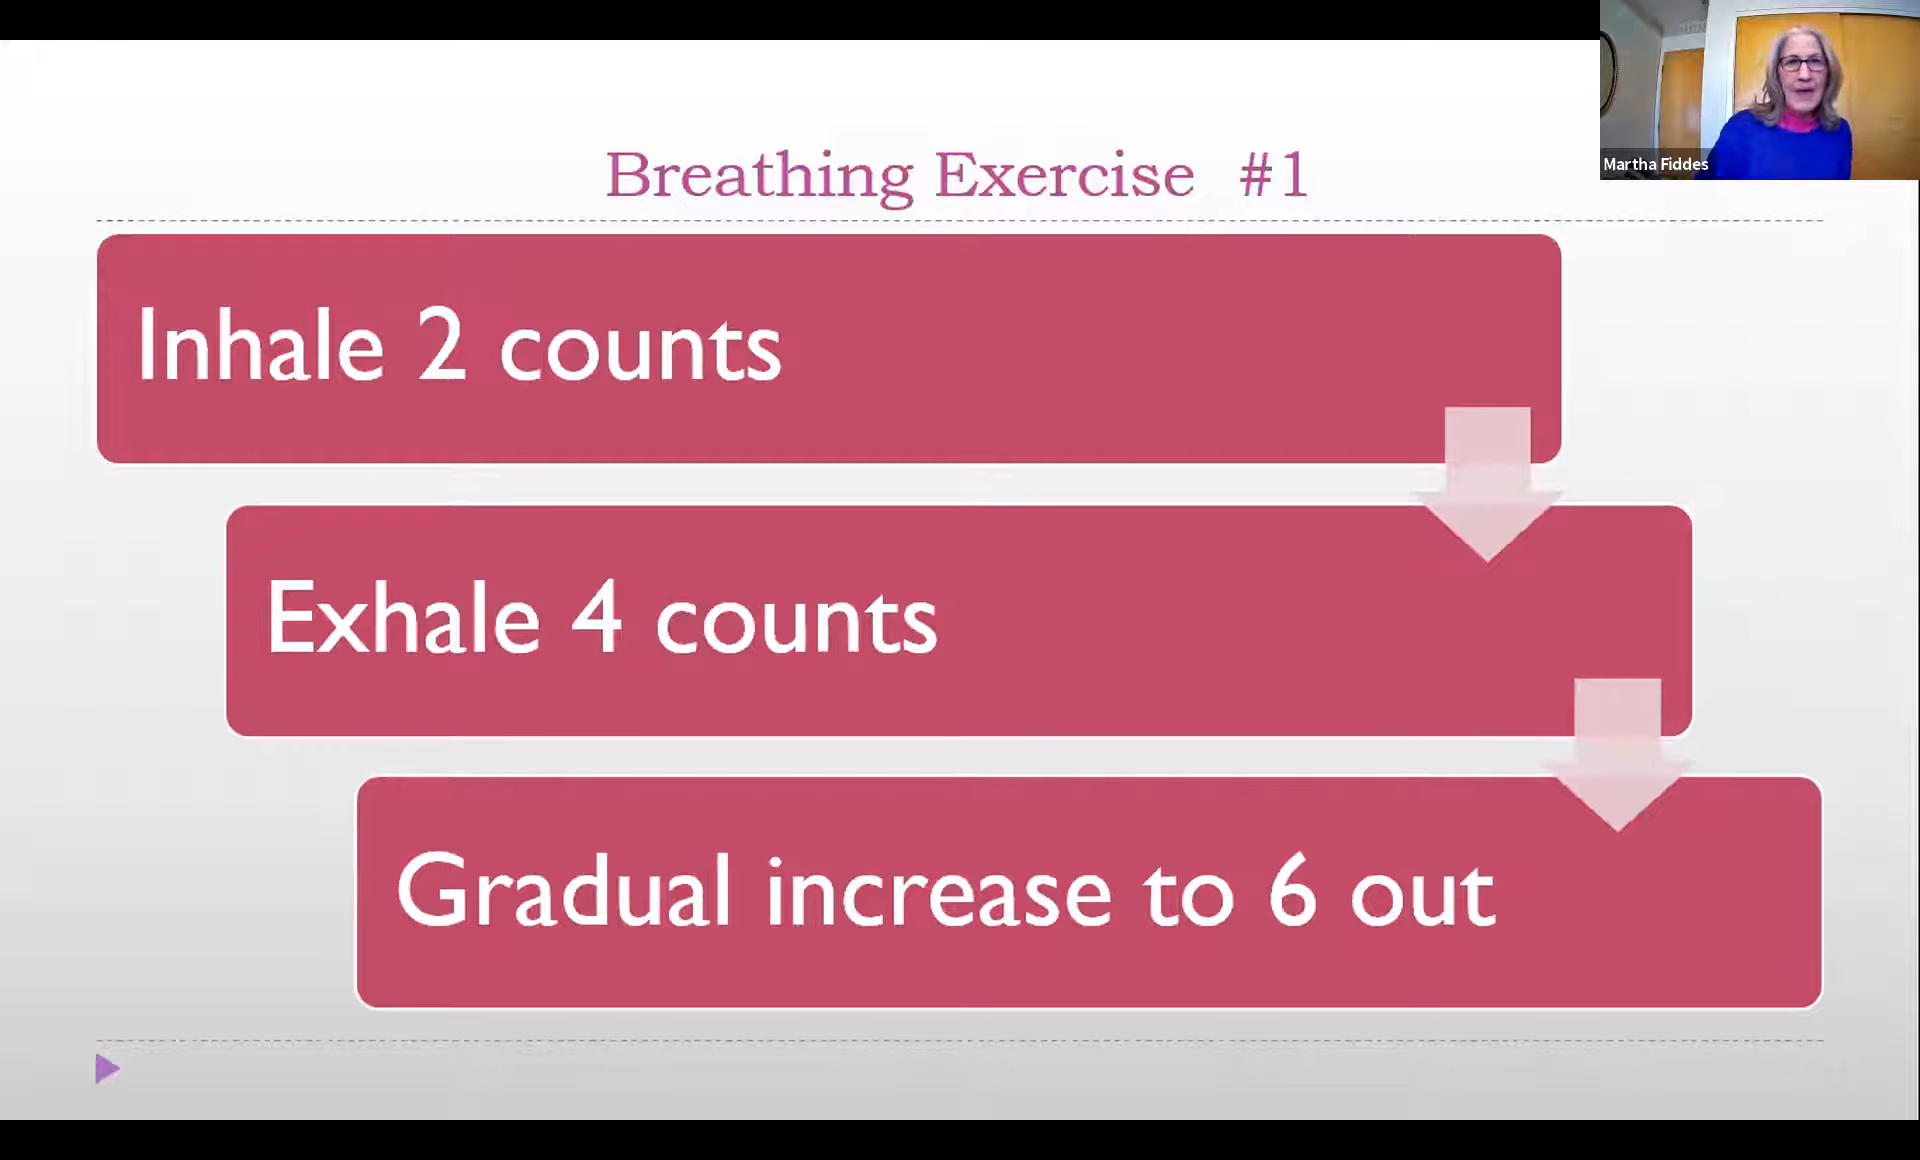 Breathing Exercise #1
Martha Fiddes
Inhale 2 counts
Exhale 4 counts
Gradual increase to 6 out